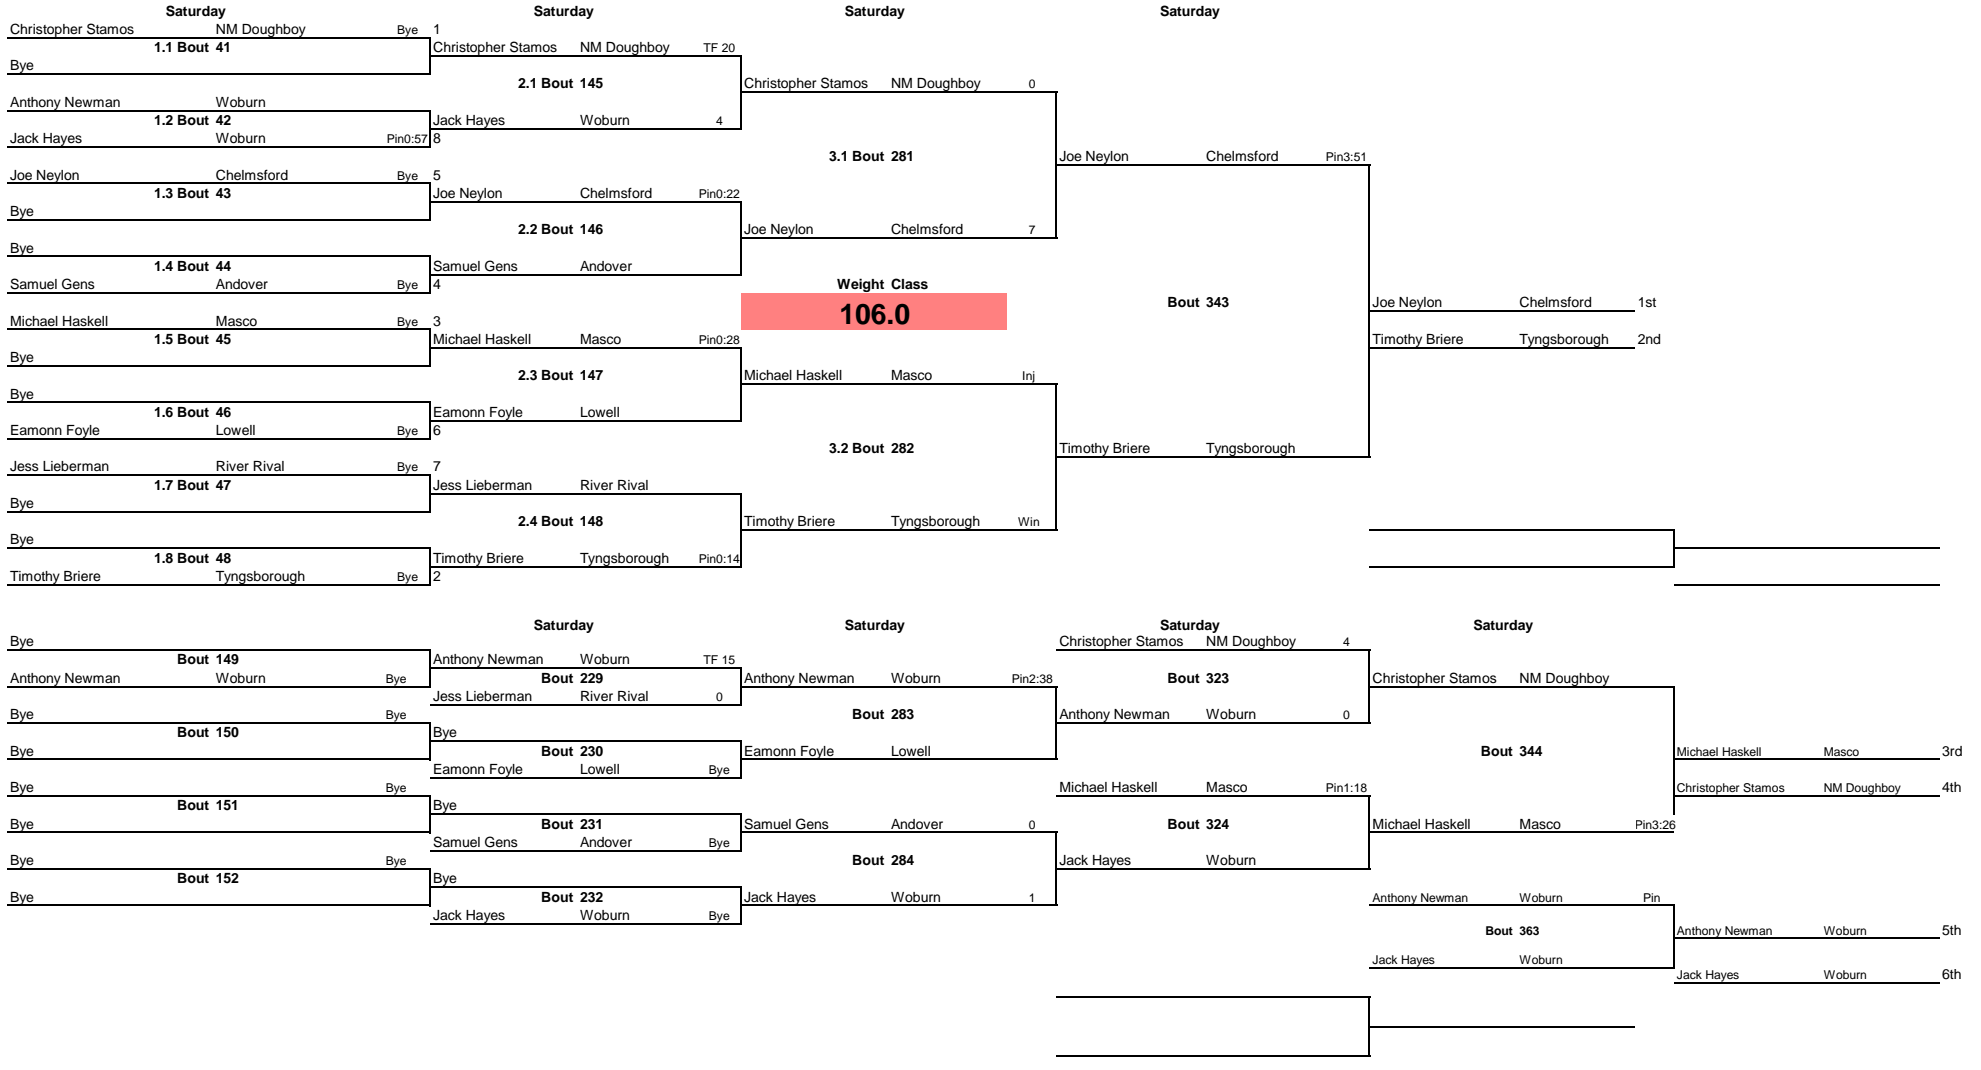 Saturday Saturday Saturday Saturday
Christopher Stamos NM Doughboy Bye 1
1.1 Bout 41 Christopher Stamos NM Doughboy TF 20
Bye
2.1 Bout 145 Christopher Stamos NM Doughboy 0
Anthony Newman Woburn
1.2 Bout 42 Jack Hayes Woburn 4
Jack Hayes Woburn Pin0:57 8
3.1 Bout 281 Joe Neylon Chelmsford Pin3:51
Joe Neylon Chelmsford Bye 5
1.3 Bout 43 Joe Neylon Chelmsford Pin0:22
Bye
2.2 Bout 146 Joe Neylon Chelmsford 7
Bye
1.4 Bout 44 Samuel Gens Andover
Samuel Gens Andover Bye 4 Weight Class
Bout 343 Joe Neylon Chelmsford 1st
106.0
Michael Haskell Masco Bye 3
1.5 Bout 45 Michael Haskell Masco Pin0:28 Timothy Briere Tyngsborough 2nd
Bye
2.3 Bout 147 Michael Haskell Masco Inj
Bye
1.6 Bout 46 Eamonn Foyle Lowell
Eamonn Foyle Lowell Bye 6
3.2 Bout 282 Timothy Briere Tyngsborough
Jess Lieberman River Rival Bye 7
1.7 Bout 47 Jess Lieberman River Rival
Bye
2.4 Bout 148 Timothy Briere Tyngsborough Win
Bye
1.8 Bout 48 Timothy Briere Tyngsborough Pin0:14
Timothy Briere Tyngsborough Bye 2
Saturday Saturday Saturday Saturday
Bye Christopher Stamos NM Doughboy 4
Bout 149 Anthony Newman Woburn TF 15
Anthony Newman Woburn Bye Bout 229 Anthony Newman Woburn Pin2:38 Bout 323 Christopher Stamos NM Doughboy
Jess Lieberman River Rival 0
Bye Bye Bout 283 Anthony Newman Woburn 0
Bout 150 Bye
Bye Bout 230 Eamonn Foyle Lowell Bout 344 Michael Haskell Masco 3rd
Eamonn Foyle Lowell Bye
Bye Bye Michael Haskell Masco Pin1:18 Christopher Stamos NM Doughboy 4th
Bout 151 Bye
Bye Bout 231 Samuel Gens Andover 0 Bout 324 Michael Haskell Masco Pin3:26
Samuel Gens Andover Bye
Bye Bye Bout 284 Jack Hayes Woburn
Bout 152 Bye
Bye Bout 232 Jack Hayes Woburn 1 Anthony Newman Woburn Pin
Jack Hayes Woburn Bye
Bout 363 Anthony Newman Woburn 5th
Jack Hayes Woburn
Jack Hayes Woburn 6th